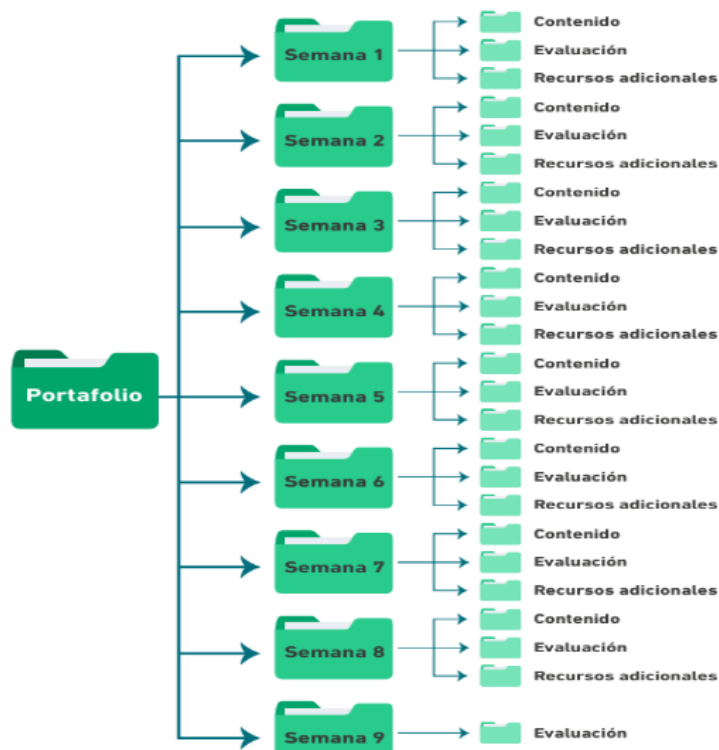 Portafolio
Semana 1
Contenido
Evaluación
Recursos adicionales
Semana 2
Contenido
Evaluación
Recursos adicionales
Semana 3
Contenido
Evaluación
Recursos adicionales
Semana 4
Contenido
Evaluación
Recursos adicionales
Semana 5
Contenido
Evaluación
Recursos adicionales
Semana 6
Contenido
Evaluación
Recursos adicionales
Semana 7
Contenido
Evaluación
Recursos adicionales
Semana 8
Contenido
Evaluación
Recursos adicionales
Semana 9
Evaluación